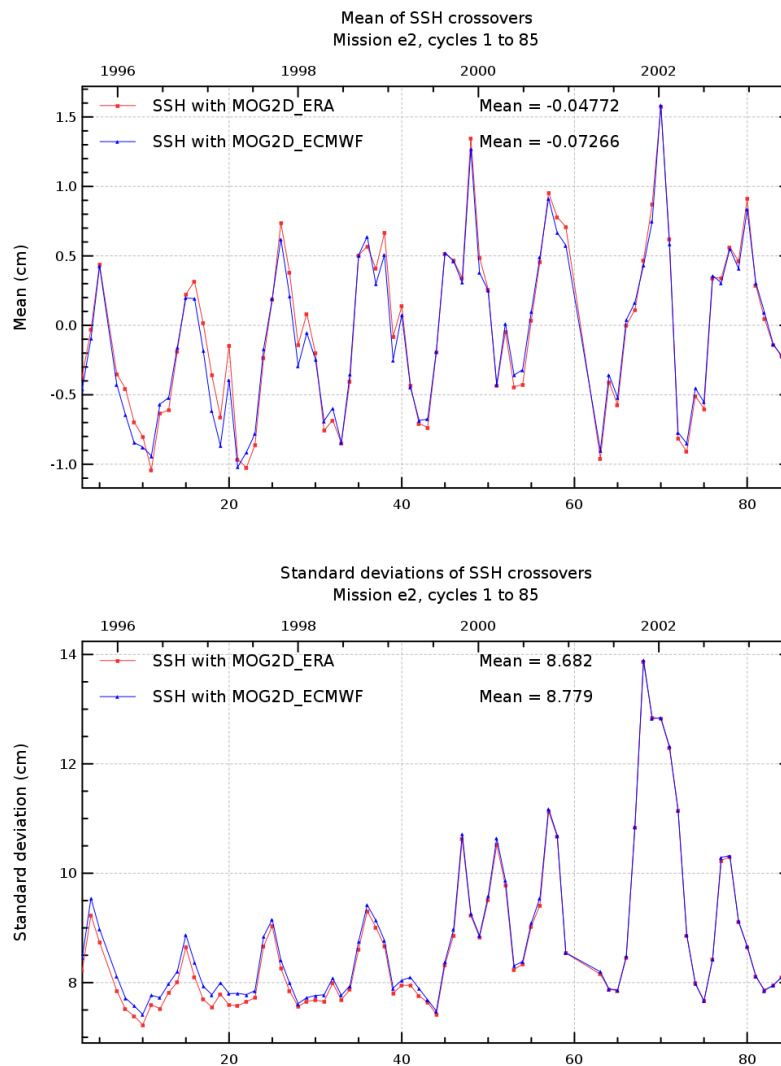 Mean of SSH crossovers
Mission e2, cycles 1 to 85
1996 1998 2000 2002
SSH with MOG2D_ERA Mean = -0.04772
SSH with MOG2D_ECMWF Mean = -0.07266
Mean (cm)
1.5
1.0
0.5
0.0
-0.5
-1.0
20 40 60 80
Standard deviations of SSH crossovers
Mission e2, cycles 1 to 85
1996 1998 2000 2002
SSH with MOG2D_ERA Mean = 8.682
SSH with MOG2D_ECMWF Mean = 8.779
Standard deviation (cm)
14
12
10
8
20 40 60 80